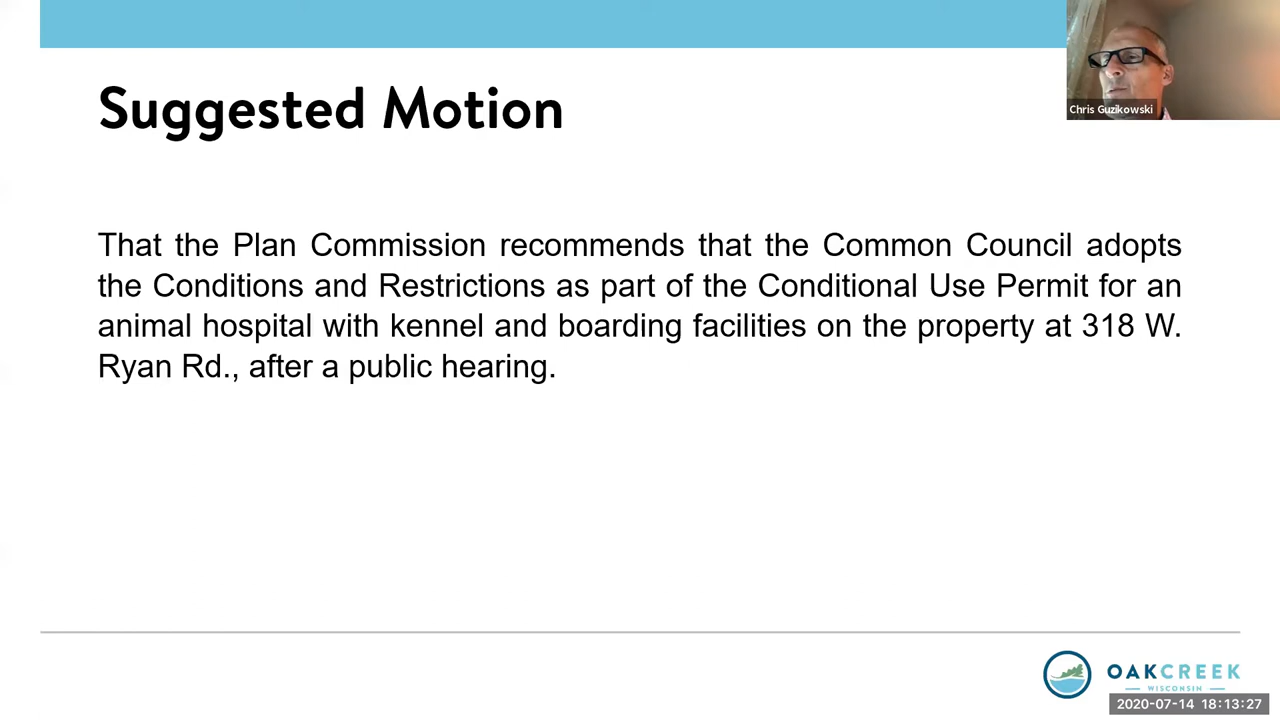 Chris Guzikowski
Suggested Motion
That the Plan Commission recommends that the Common Council adopts
the Conditions and Restrictions as part of the Conditional Use Permit for an
animal hospital with kennel and boarding facilities on the property at 318 W.
Ryan Rd., after a public hearing.
OAKCREEK
WISCONSIN
2020-07-14 18:13:27